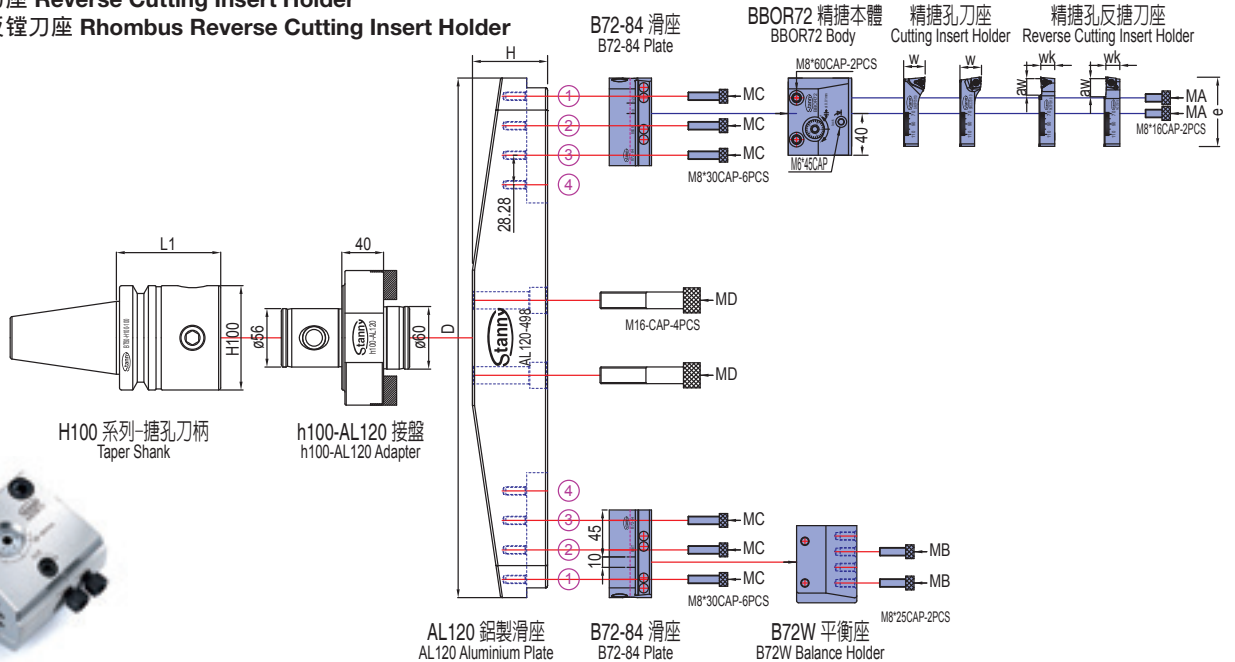 刀座 Reverse Cutting Insert Holder
反镗刀座 Rhombus Reverse Cutting Insert Holder
B72-84 滑座
B72-84 Plate
BBOR72 精搪本體
BBOR72 Body
精搪孔刀座
Cutting Insert Holder
精搪孔反搪刀座
Reverse Cutting Insert Holder
H
M8*60CAP-2PCS
w
w
wk
wk
aw
aw
e
1
MC
2
MC
3
MC
4
M8*30CAP-6PCS
28.28
40
M6*45CAP
MA
MA
M8*16CAP-2PCS
L1
40
H100
ø56
Stanny
h100-AL120
ø60
D
Stanny
AL120-498
MD
M16-CAP-4PCS
MD
H100 系列-搪孔刀柄
Taper Shank
h100-AL120 接盤
h100-AL120 Adapter
4
3
MC
2
MC
1
MC
45
10
M8*30CAP-6PCS
MB
MB
M8*25CAP-2PCS
AL120 鋁製滑座
AL120 Aluminium Plate
B72-84 滑座
B72-84 Plate
B72W 平衡座
B72W Balance Holder